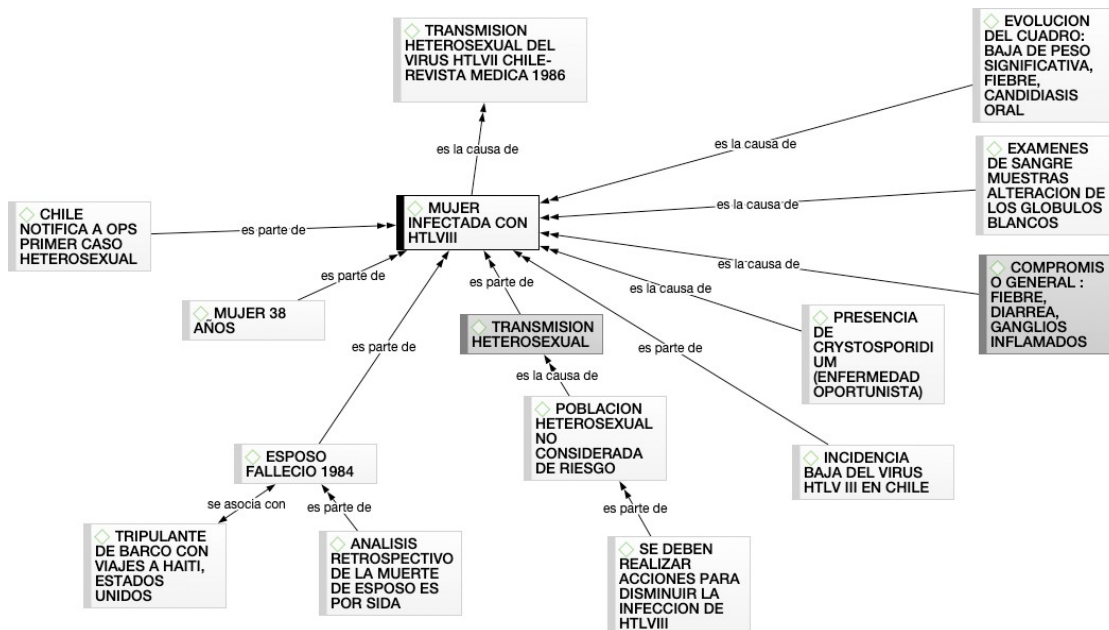 TRANSMISION
HETEROSEXUAL DEL
VIRUS HTLVII CHILE-
REVISTA MEDICA 1986
EVOLUCION
DEL CUADRO:
BAJA DE PESO
SIGNIFICATIVA,
FIEBRE,
CANDIDIASIS
ORAL
es la causa de
es la causa de
EXAMENES
DE SANGRE
MUESTRAS
ALTERACION DE
LOS GLOBULOS
BLANCOS
es la causa de
CHILE
NOTIFICA A OPS
PRIMER CASO
HETEROSEXUAL
es parte de
MUJER
INFECTADA CON
HTLVIII
es la causa de
COMPROMIS
O GENERAL :
FIEBRE,
DIARREA,
GANGLIOS
INFLAMADOS
es parte de
es parte de
es la causa de
MUJER 38
AÑOS
TRANSMISION
HETEROSEXUAL
PRESENCIA
DE
CRYSTOSPORIDI
UM
(ENFERMEDAD
OPORTUNISTA)
es parte de
es parte de
es la causa de
POBLACION
HETEROSEXUAL
NO
CONSIDERADA
DE RIESGO
ESPOSO
FALLECIO 1984
INCIDENCIA
BAJA DEL VIRUS
HTLV III EN CHILE
se asocia con
es parte de
es parte de
TRIPULANTE
DE BARCO CON
VIAJES A HAITI,
ESTADOS
UNIDOS
ANALISIS
RETROSPECTIVO
DE LA MUERTE
DE ESPOSO ES
POR SIDA
SE DEBEN
REALIZAR
ACCIONES PARA
DISMINUIR LA
INFECCION DE
HTLVIII